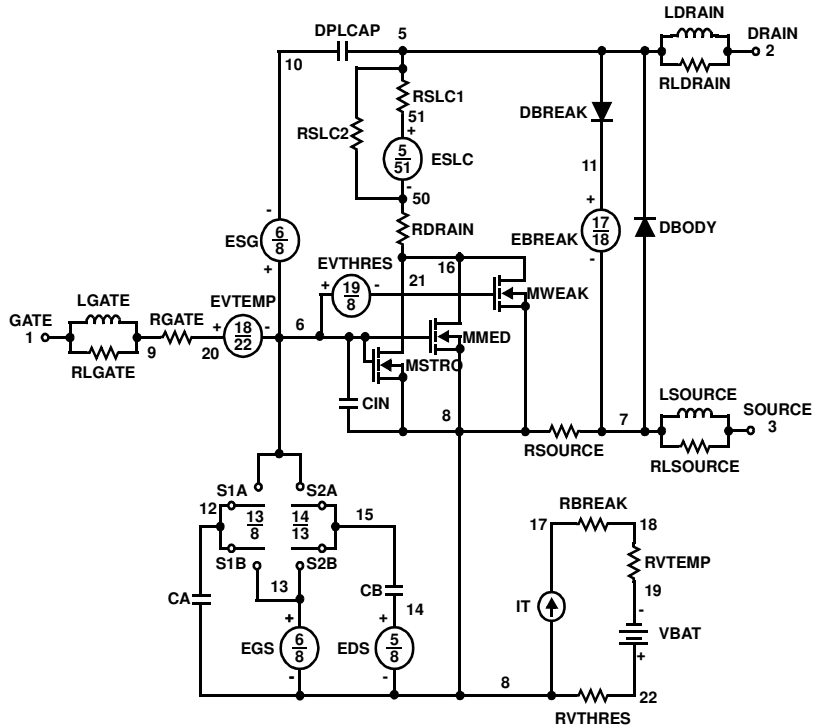 LDRAIN
DPLCAP 5 DRAIN
10 2
RLDRAIN
RSLC1
DBREAK
51
RSLC2 +
5
51
ESLC
11
-
50
- RDRAIN +
ESG 6
8
EBREAK 17
18
DBODY
+ EVTHRES 16 -
21
+ 19
8 -
MWEAK
LGATE EVTEMP
GATE RGATE + 18
22 - 6 MMED
1
9 20 MSTRO
RLGATE
CIN LSOURCE
8 7 SOURCE
3
RSOURCE
RLSOURCE
S1A S2A
12 13
8
14
13
15 RBREAK
17 18
S1B S2B
RVTEMP
13 CB 19
CA 14 IT -
+ + VBAT
EGS 6
8
EDS 5
8
+
- - 8
22
RVTHRES